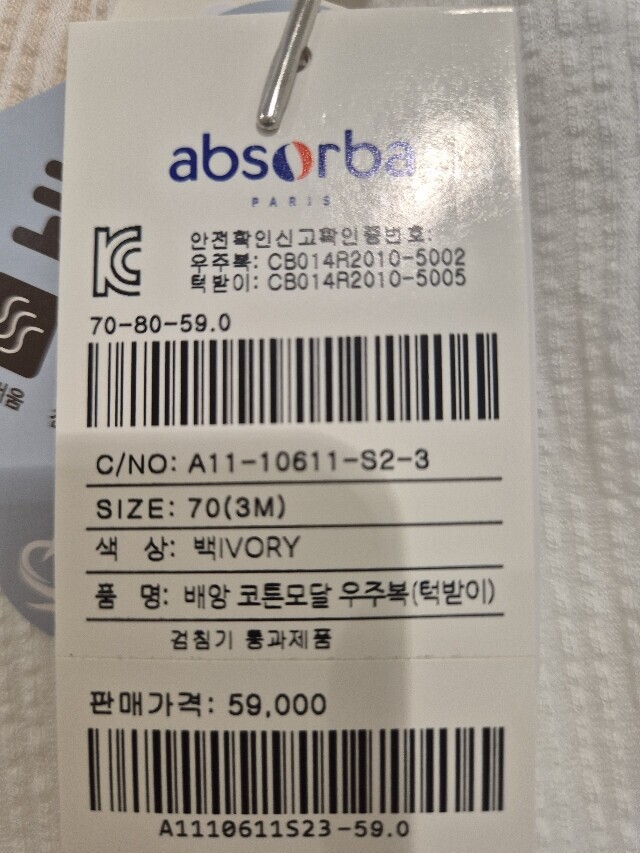 absorba
PARIS
안전확인신고확인증번호:
우주복: CB014R2010-5002
턱받이: CB014R2010-5005
70-80-59.0
C/NO: A11-10611-S2-3
SIZE: 70(3M)
색 상: 백IVORY
품 명: 배앙 코튼모달 우주복(턱받이)
검침기 통과제품
판매가격: 59,000
A1110611S23-59.0